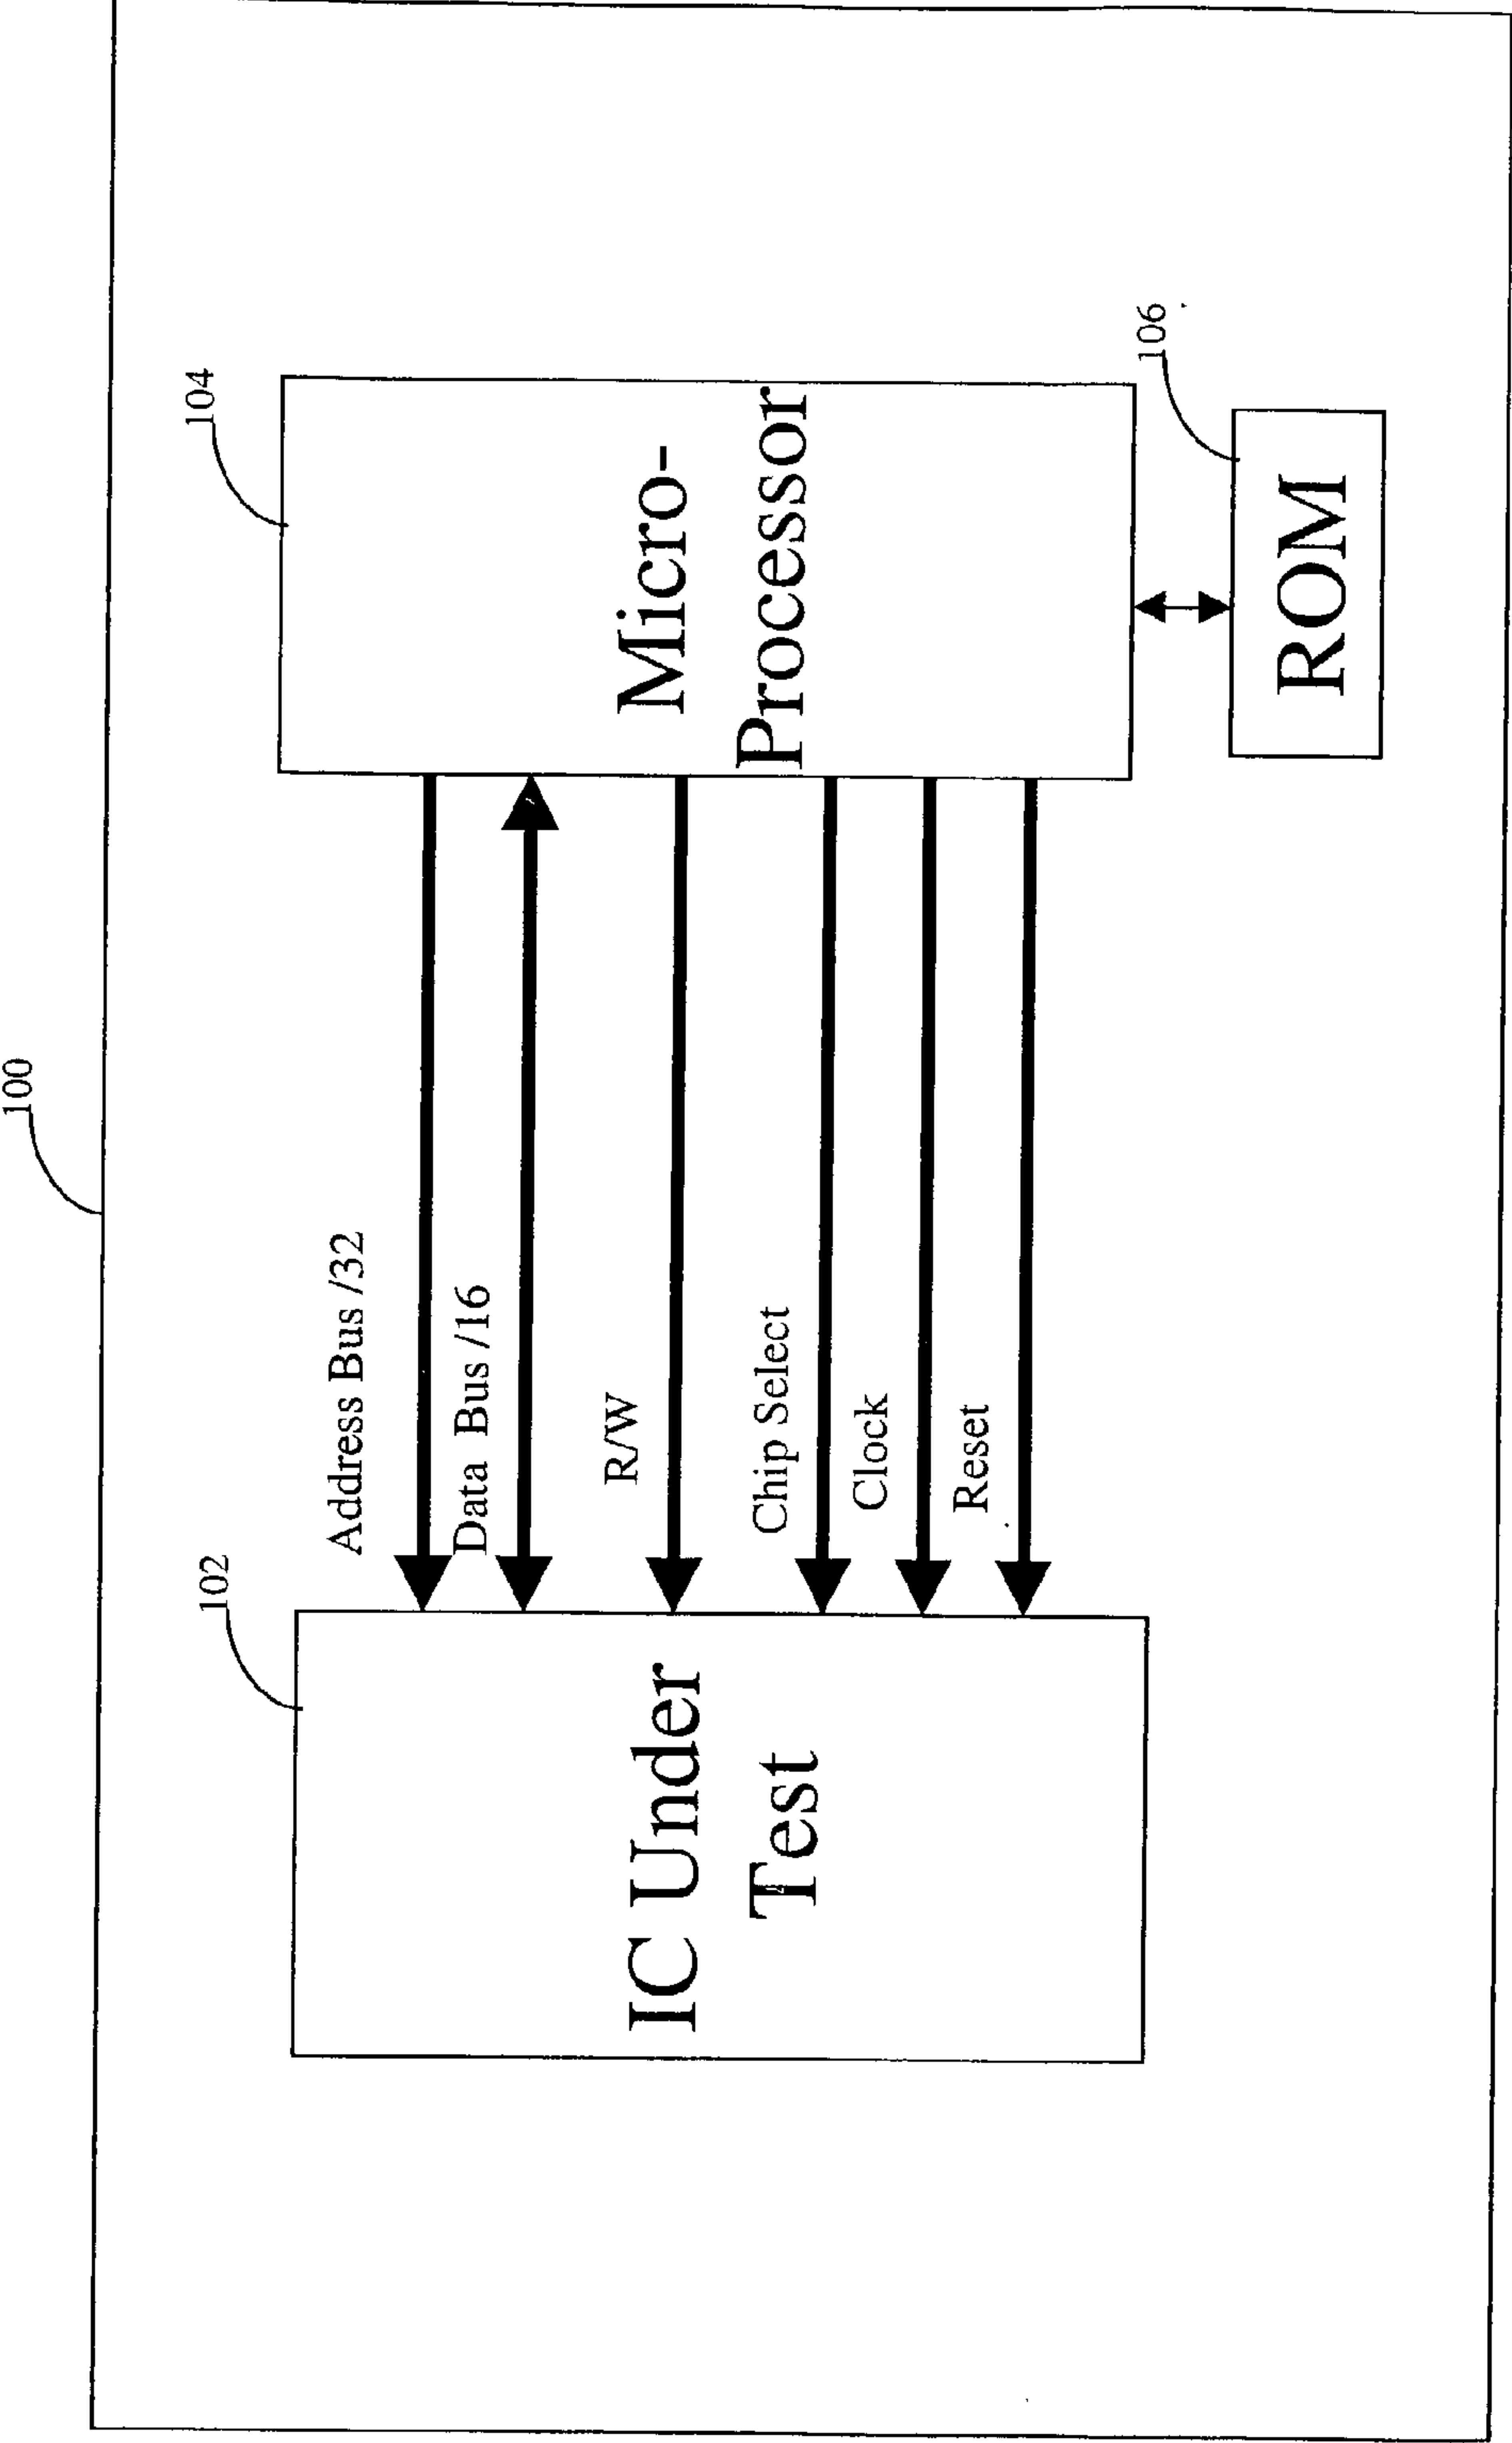 100
102
104
IC Under
Test
Address Bus /32
Data Bus /16
R/W
Chip Select
Clock
Reset
Micro-
Processor
106
ROM